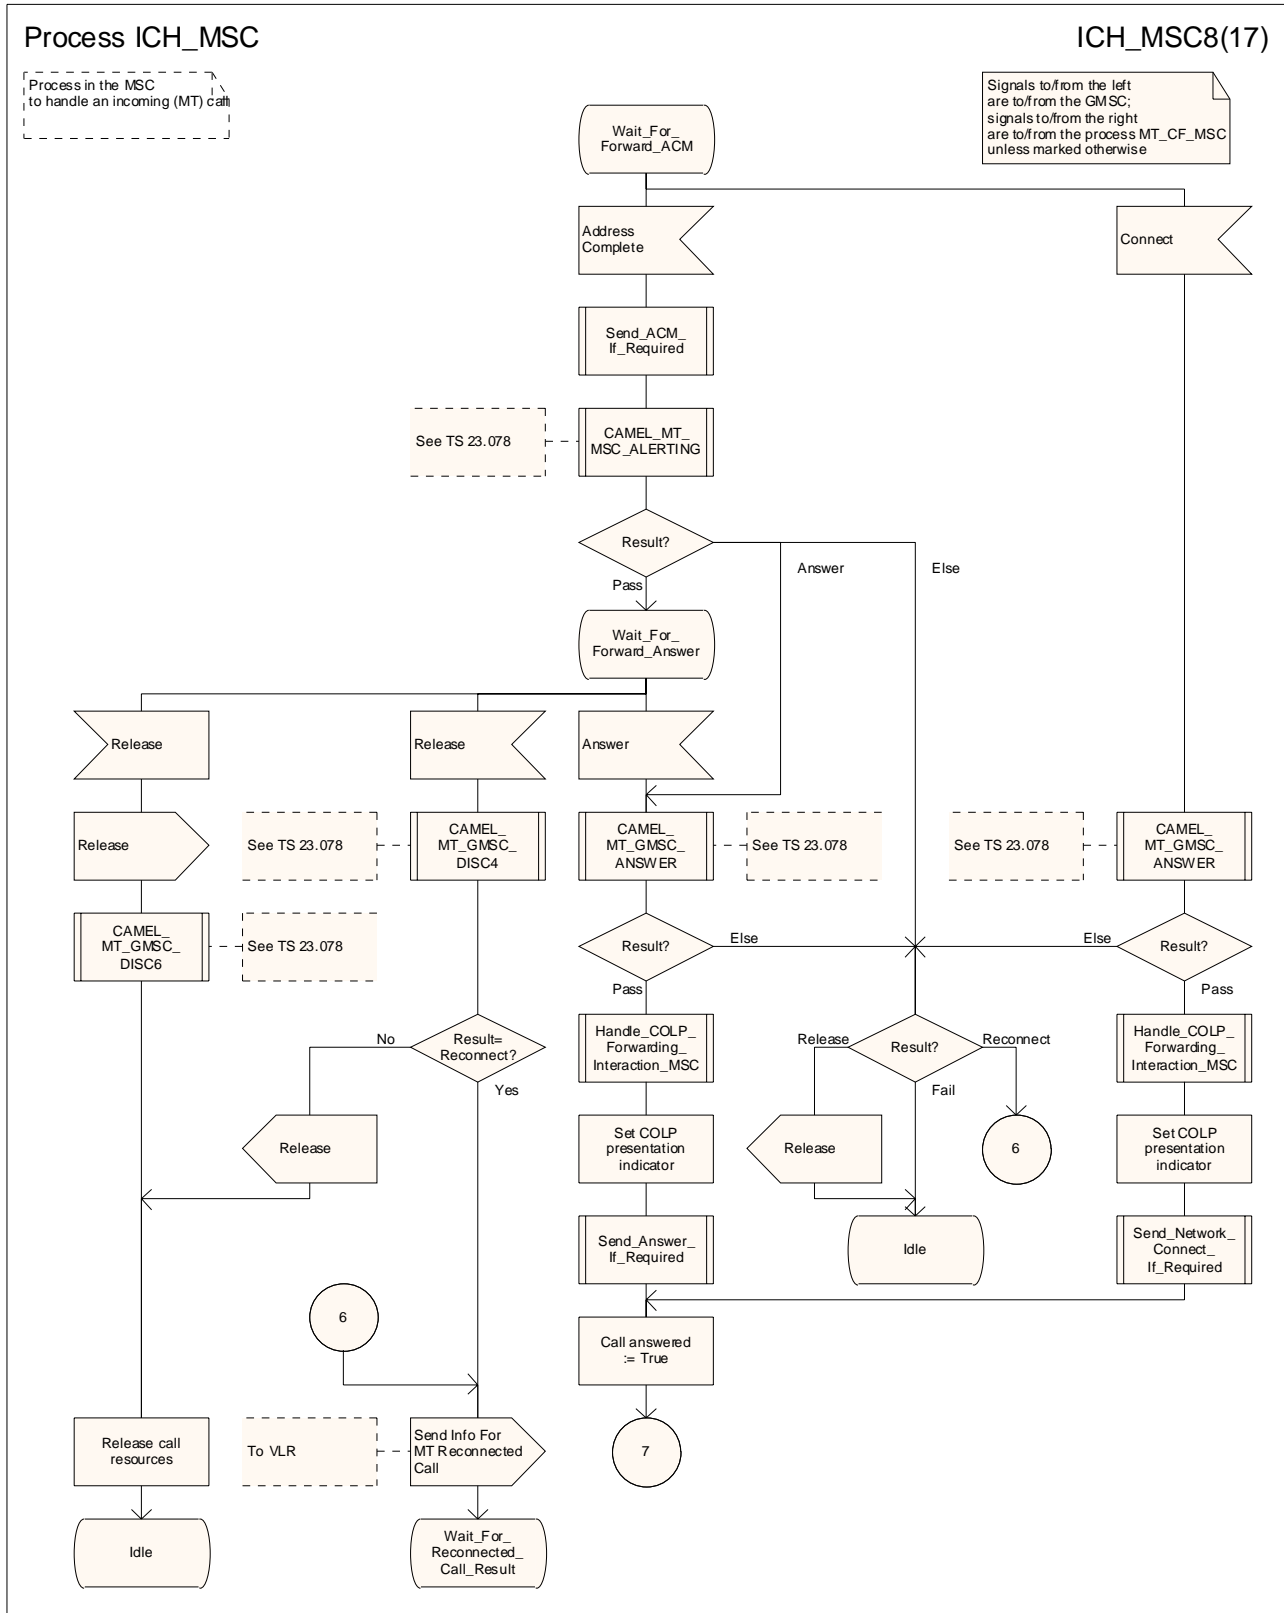 Process ICH_MSC
ICH_MSC8(17)
Process in the MSC
to handle an incoming (MT) call
Signals to/from the left
are to/from the GMSC;
signals to/from the right
are to/from the process MT_CF_MSC
unless marked otherwise
Wait_For_
Forward_ACM
Address
Complete
Connect
Send_ACM_
If_Required
See TS 23.078
CAMEL_MT_
MSC_ALERTING
Result?
Answer
Else
Pass
Wait_For_
Forward_Answer
Release
Release
Answer
Release
See TS 23.078
CAMEL_
MT_GMSC_
DISC4
CAMEL_
MT_GMSC_
ANSWER
See TS 23.078
See TS 23.078
CAMEL_
MT_GMSC_
ANSWER
CAMEL_
MT_GMSC_
DISC6
See TS 23.078
Result?
Else
Else
Result?
Pass
Pass
No
Result=
Reconnect?
Yes
Handle_COLP_
Forwarding_
Interaction_MSC
Release
Result?
Reconnect
Fail
Handle_COLP_
Forwarding_
Interaction_MSC
Release
Set COLP
presentation
indicator
Release
6
Set COLP
presentation
indicator
Send_Answer_
If_Required
Idle
Send_Network_
Connect_
If_Required
6
Call answered
:= True
Release call
resources
To VLR
Send Info For
MT Reconnected
Call
7
Idle
Wait_For_
Reconnected_
Call_Result